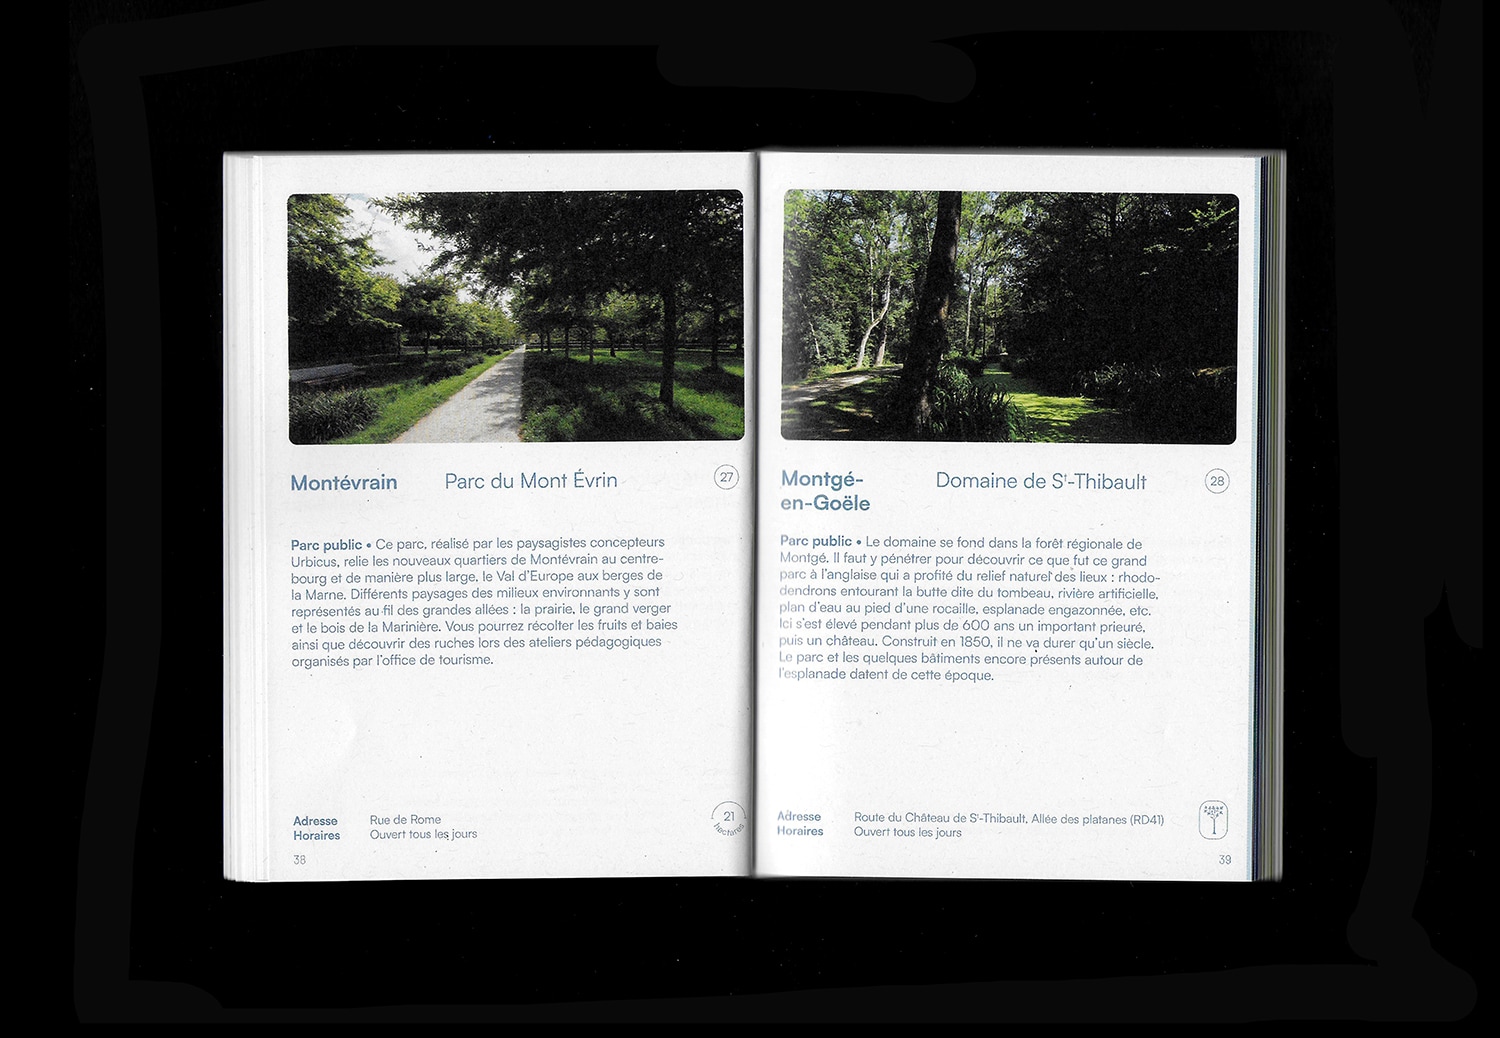 Montévrain Parc du Mont Évrin 27
Parc public • Ce parc, réalisé par les paysagistes concepteurs
Urbicus, relie les nouveaux quartiers de Montévrain au centre-
bourg et de manière plus large, le Val d'Europe aux berges de
la Marne. Différents paysages des milieux environnants y sont
représentés au fil des grandes allées : la prairie, le grand verger
et le bois de la Marinière. Vous pourrez récolter les fruits et baies
ainsi que découvrir des ruches lors des ateliers pédagogiques
organisés par l'office de tourisme.
Adresse Rue de Rome
Horaires Ouvert tous les jours
21
hectares
38
Montgé-
en-Goële
Domaine de St-Thibault 28
Parc public • Le domaine se fond dans la forêt régionale de
Montgé. Il faut y pénétrer pour découvrir ce que fut ce grand
parc à l'anglaise qui a profité du relief naturel des lieux : rhodo-
dendrons entourant la butte dite du tombeau, rivière artificielle,
plan d'eau au pied d'une rocaille, esplanade engazonnée, etc.
Ici s'est élevé pendant plus de 600 ans un important prieuré,
puis un château. Construit en 1850, il ne va durer qu'un siècle.
Le parc et les quelques bâtiments encore présents autour de
l'esplanade datent de cette époque.
Adresse Route du Château de St-Thibault, Allée des platanes (RD41)
Horaires Ouvert tous les jours
39